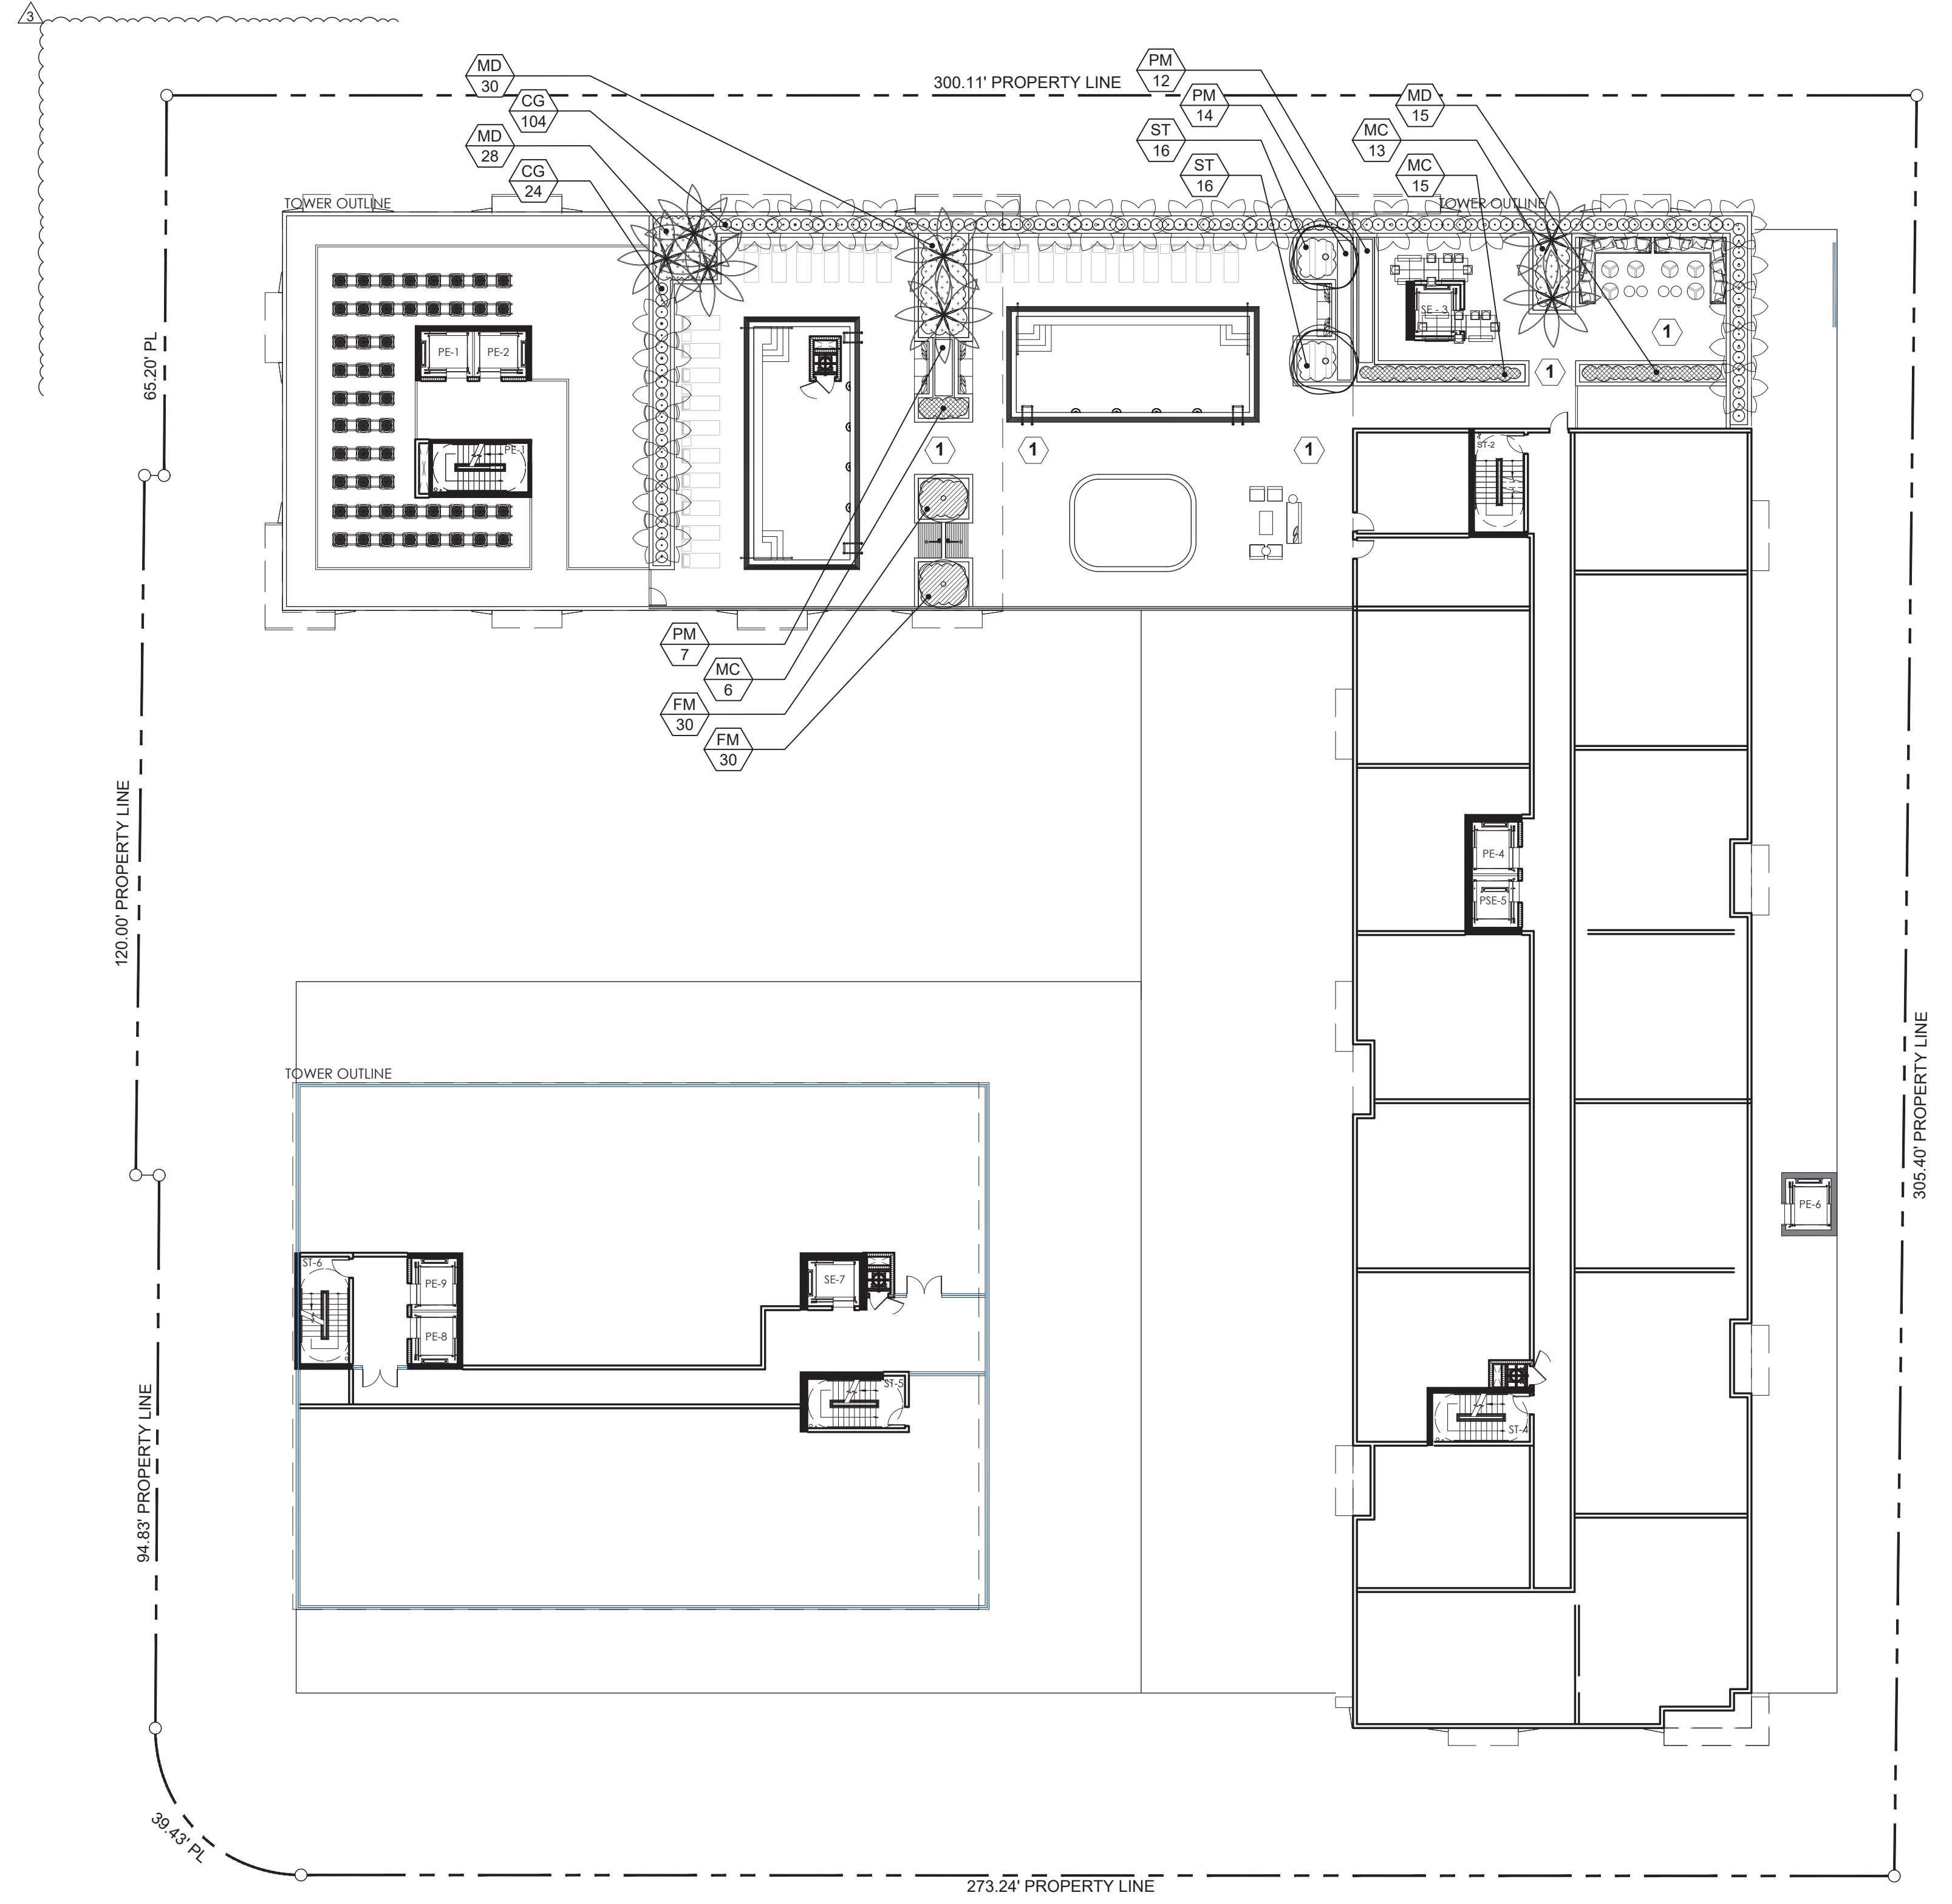 3
MD
30
CG
104
MD
28
CG
24
300.11' PROPERTY LINE
PM
12
PM
14
ST
16
ST
16
MD
15
MC
13
MC
15
TOWER OUTLINE
TOWER OUTLINE
65.20' PL
PE-1
PE-2
SE - 3
1
1
PE-1
1
1
1
ST-2
PM
7
MC
6
FM
30
FM
30
120.00' PROPERTY LINE
PE-4
PSE-5
305.40' PROPERTY LINE
TOWER OUTLINE
PE-6
ST-6
PE-9
PE-8
SE-7
ST-5
ST-4
94.83' PROPERTY LINE
39.43' PL
273.24' PROPERTY LINE